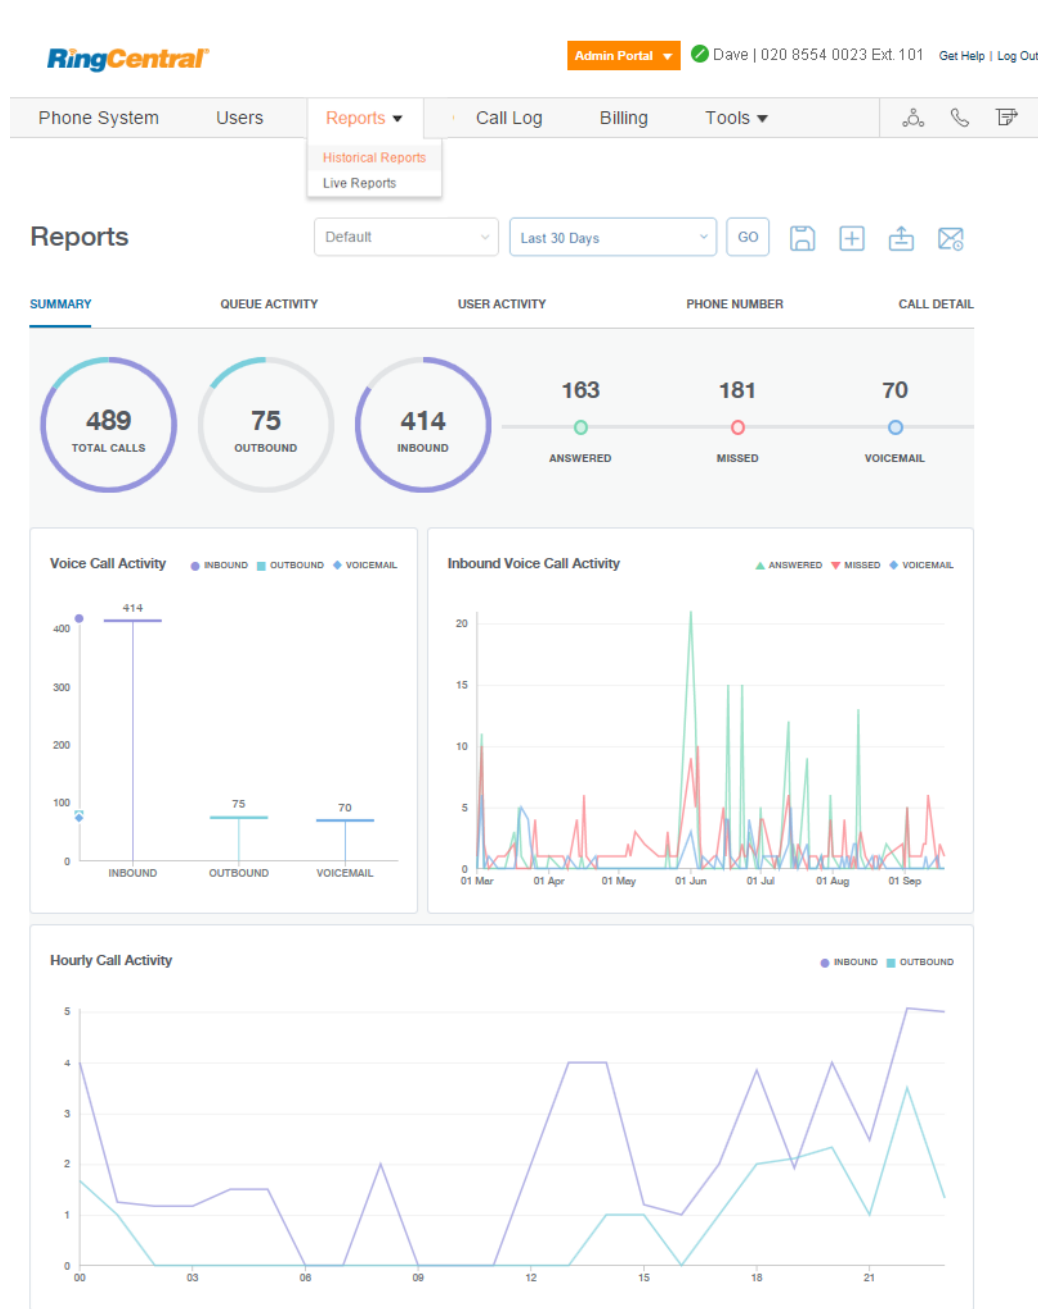 RingCentral
Admin Portal
Dave | 020 8554 0023 Ext. 101
Get Help | Log Out
Phone System Users Reports Call Log Billing Tools
Historical Reports
Live Reports
Reports
Default
Last 30 Days
GO
SUMMARY QUEUE ACTIVITY USER ACTIVITY PHONE NUMBER CALL DETAIL
489
TOTAL CALLS
75
OUTBOUND
414
INBOUND
163
ANSWERED
181
MISSED
70
VOICEMAIL
Voice Call Activity
INBOUND OUTBOUND VOICEMAIL
414
400
300
200
100
75
70
0
INBOUND OUTBOUND VOICEMAIL
Inbound Voice Call Activity
ANSWERED MISSED VOICEMAIL
20
15
10
5
0
01 Mar 01 Apr 01 May 01 Jun 01 Jul 01 Aug 01 Sep
Hourly Call Activity
INBOUND OUTBOUND
5
4
3
2
1
0
00 03 06 09 12 15 18 21